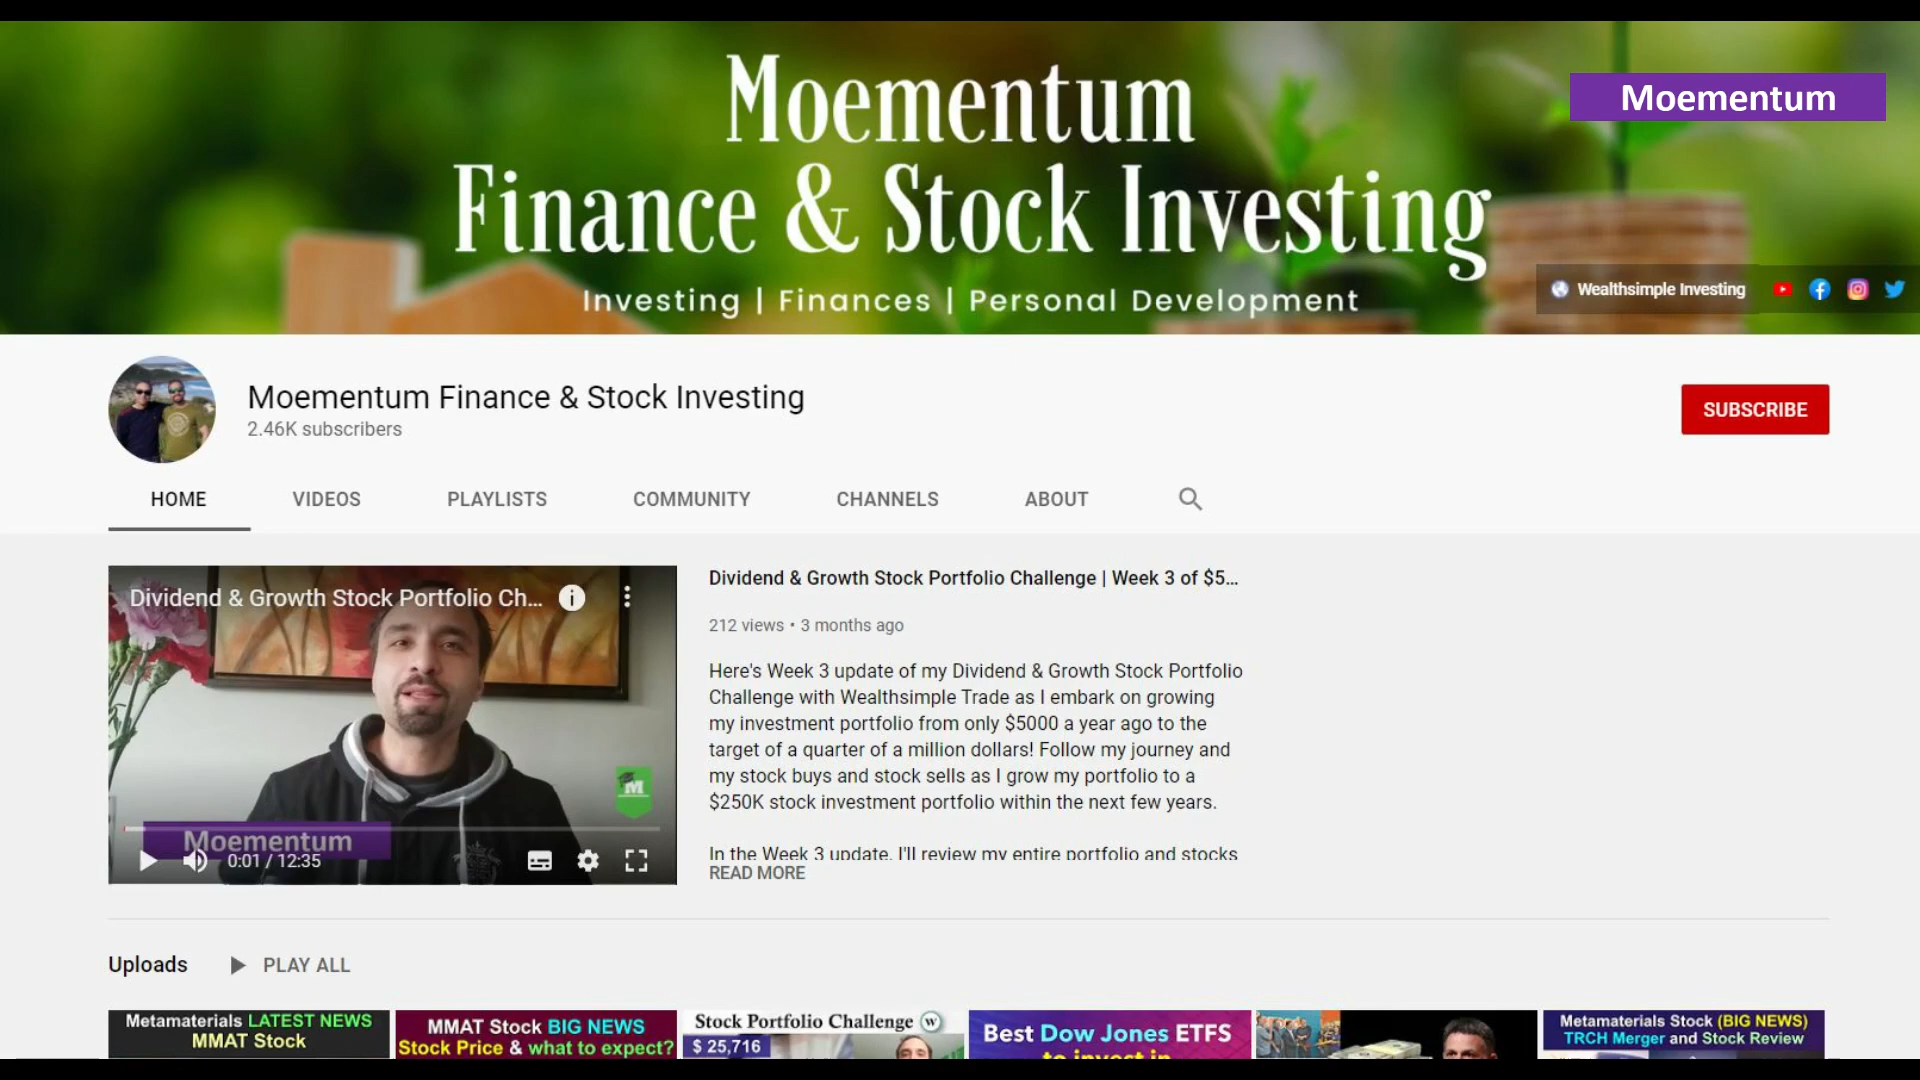 Moementum
Moementum
Finance & Stock Investing
Investing | Finances | Personal Development
Wealthsimple Investing
Moementum Finance & Stock Investing
2.46K subscribers
SUBSCRIBE
HOME
VIDEOS
PLAYLISTS
COMMUNITY
CHANNELS
ABOUT
Dividend & Growth Stock Portfolio Ch...
i
M
Moementum
0:01 / 12:35
Dividend & Growth Stock Portfolio Challenge | Week 3 of $5...
212 views • 3 months ago
Here's Week 3 update of my Dividend & Growth Stock Portfolio
Challenge with Wealthsimple Trade as I embark on growing
my investment portfolio from only $5000 a year ago to the
target of a quarter of a million dollars! Follow my journey and
my stock buys and stock sells as I grow my portfolio to a
$250K stock investment portfolio within the next few years.
In the Week 3 update, I'll review my entire portfolio and stocks
READ MORE
Uploads
PLAY ALL
Metamaterials LATEST NEWS
MMAT Stock
MMAT Stock BIG NEWS
Stock Price & what to expect?
Stock Portfolio Challenge W
$ 25,716
Best Dow Jones ETFS
to invest in
Metamaterials Stock (BIG NEWS)
TRCH Merger and Stock Review